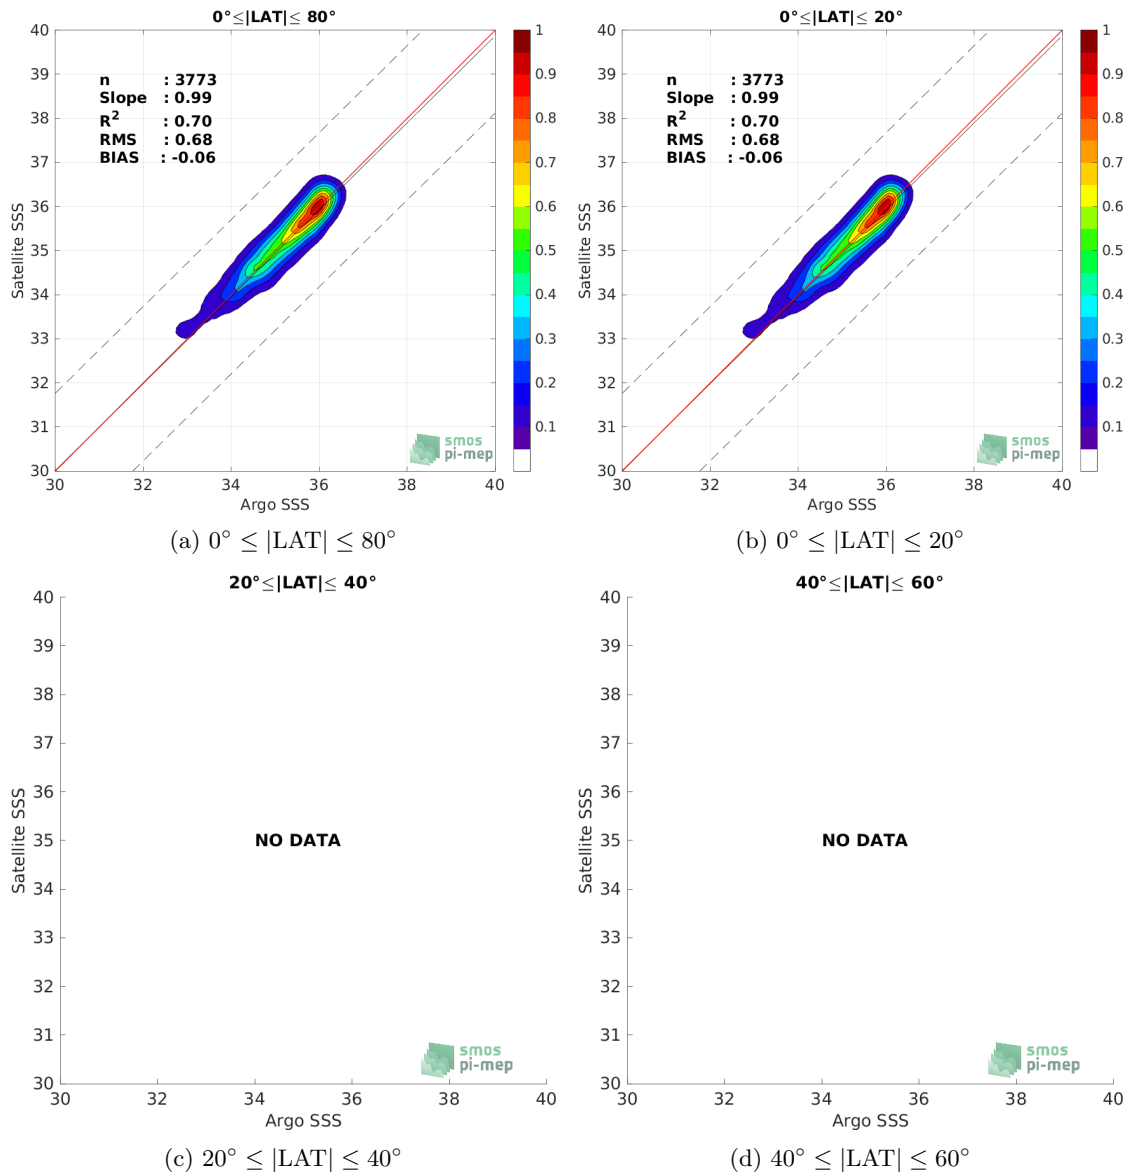 0°≤|LAT|≤ 80°
40
39
38
37
36
35
34
33
32
31
30
30
32
34
36
38
40
Satellite SSS
Argo SSS
n : 3773
Slope : 0.99
R² : 0.70
RMS : 0.68
BIAS : -0.06
1
0.9
0.8
0.7
0.6
0.5
0.4
0.3
0.2
0.1
smos
pi-mep
(a) 0° ≤ |LAT| ≤ 80°
0°≤|LAT|≤ 20°
40
39
38
37
36
35
34
33
32
31
30
30
32
34
36
38
40
Satellite SSS
Argo SSS
n : 3773
Slope : 0.99
R² : 0.70
RMS : 0.68
BIAS : -0.06
1
0.9
0.8
0.7
0.6
0.5
0.4
0.3
0.2
0.1
smos
pi-mep
(b) 0° ≤ |LAT| ≤ 20°
20°≤|LAT|≤ 40°
40
39
38
37
36
35
34
33
32
31
30
30
32
34
36
38
40
Satellite SSS
Argo SSS
NO DATA
smos
pi-mep
(c) 20° ≤ |LAT| ≤ 40°
40°≤|LAT|≤ 60°
40
39
38
37
36
35
34
33
32
31
30
30
32
34
36
38
40
Satellite SSS
Argo SSS
NO DATA
smos
pi-mep
(d) 40° ≤ |LAT| ≤ 60°